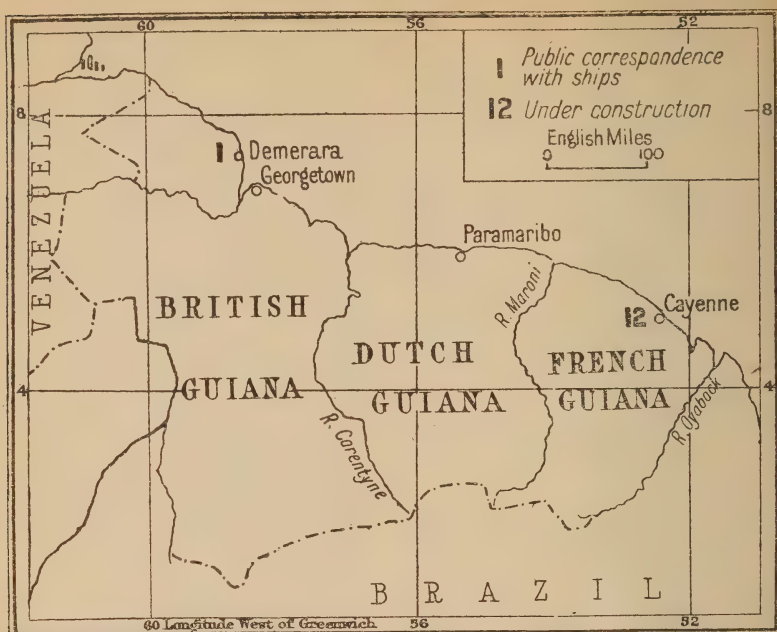 60
56
52
1 Public correspondence
with ships
12 Under construction
English Miles
0 100
8
8
VENEZUELA
1 Demerara
Georgetown
Paramaribo
R. Maroni
BRITISH
GUIANA
DUTCH
GUIANA
12 Cayenne
FRENCH
GUIANA
4
4
R. Corentyne
R. Oyabock
BRAZIL
60 Longitude West of Greenwich
56
52